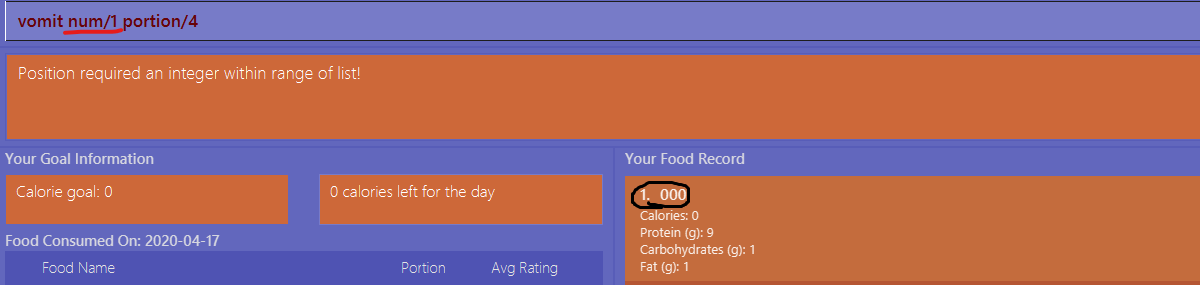 vomit num/1 portion/4
Position required an integer within range of list!
Your Goal Information
Calorie goal: 0
0 calories left for the day
Food Consumed On: 2020-04-17
Food Name Portion Avg Rating
Your Food Record
1. 000
Calories: 0
Protein (g): 9
Carbohydrates (g): 1
Fat (g): 1